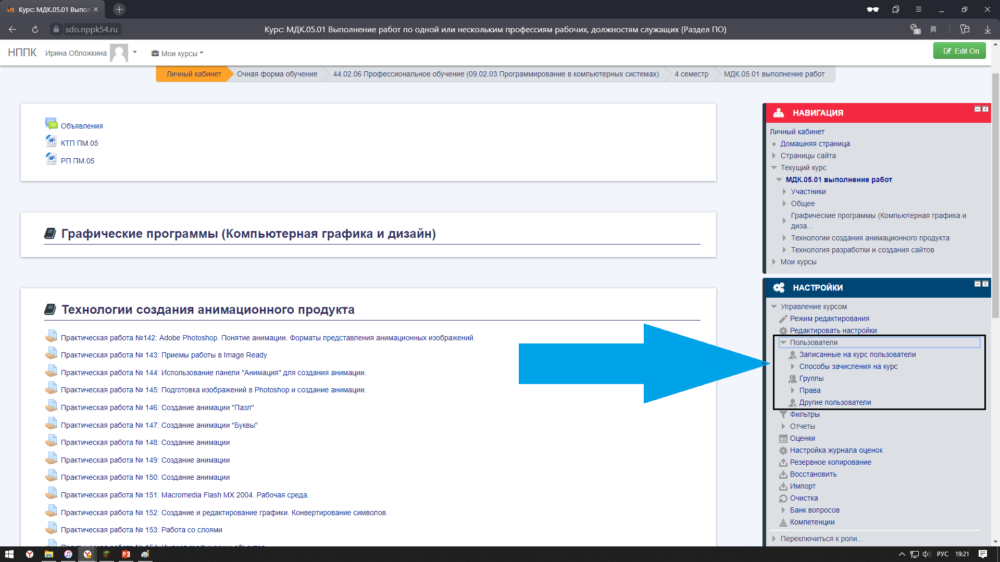 Курс: МДК.05.01 Выпол
sdo.nppk54.ru
Курс: МДК.05.01 Выполнение работ по одной или нескольким профессиям рабочих, должностям служащих (Раздел ПО)
1
НППК
Ирина Обложкина
Мои курсы
Edit On
Личный кабинет
Очная форма обучение
44.02.06 Профессиональное обучение (09.02.03 Программирование в компьютерных системах)
4 семестр
МДК.05.01 выполнение работ
Объявления
КТП ПМ.05
РП ПМ.05
Графические программы (Компьютерная графика и дизайн)
Технологии создания анимационного продукта
Практическая работа №142: Adobe Photoshop. Понятие анимации. Форматы представления анимационных изображений.
Практическая работа № 143: Приемы работы в Image Ready
Практическая работа № 144: Использование панели "Анимация" для создания анимации.
Практическая работа № 145: Подготовка изображений в Photoshop и создание анимации.
Практическая работа № 146: Создание анимации "Пазл"
Практическая работа № 147: Создание анимации "Буквы"
Практическая работа № 148: Создание анимации
Практическая работа № 149: Создание анимации
Практическая работа № 150: Создание анимации
Практическая работа № 151: Macromedia Flash MX 2004. Рабочая среда.
Практическая работа № 152: Создание и редактирование графики. Конвертирование символов.
Практическая работа № 153: Работа со слоями
НАВИГАЦИЯ
Личный кабинет
Домашняя страница
Страницы сайта
Текущий курс
МДК.05.01 выполнение работ
Участники
Общее
Графические программы (Компьютерная графика и
диза...
Технологии создания анимационного продукта
Технология разработки и создания сайтов
Мои курсы
НАСТРОЙКИ
Управление курсом
Режим редактирования
Редактировать настройки
Пользователи
Записанные на курс пользователи
Способы зачисления на курс
Группы
Права
Другие пользователи
Фильтры
Отчеты
Оценки
Настройка журнала оценок
Резервное копирование
Восстановить
Импорт
Очистка
Банк вопросов
Компетенции
Переключиться к роли...
РУС
19:21